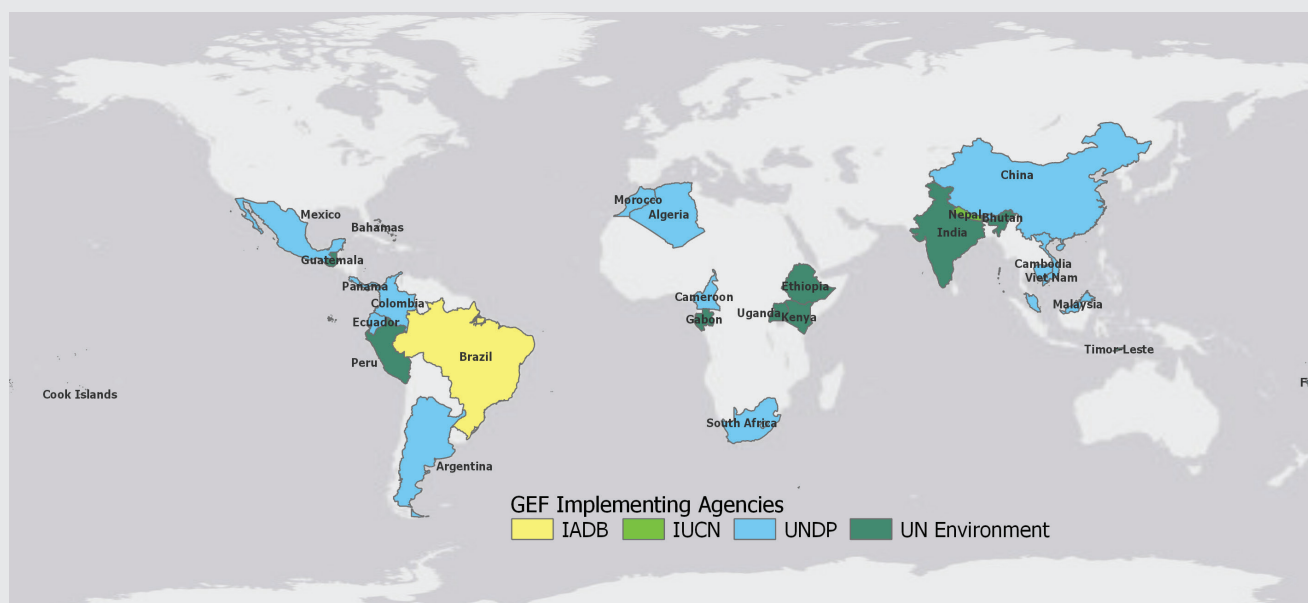 China
Morocco
Algeria
Mexico
Nepal
Bhutan
Bahamas
India
Guatemala
Cambodia
Viet Nam
Panama
Ethiopia
Colombia
Cameroon
Malaysia
Ecuador
Gabon
Uganda
Kenya
Timor-Leste
Brazil
Peru
Cook Islands
South Africa
Argentina
GEF Implementing Agencies
IADB
IUCN
UNDP
UN Environment